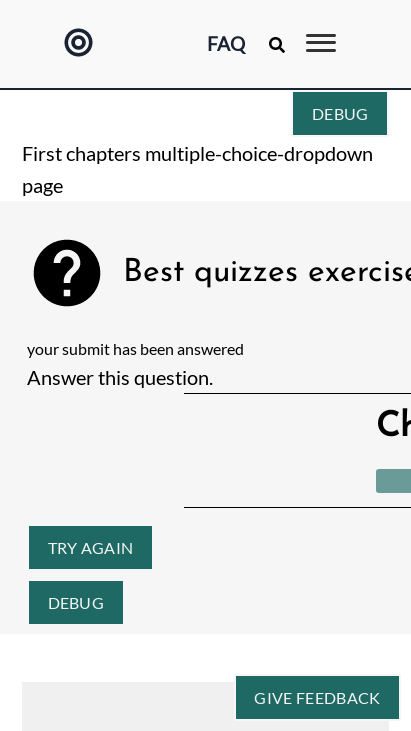 FAQ
DEBUG
First chapters multiple-choice-dropdown
page
Best quizzes exercise
your submit has been answered
Answer this question.
Ch
TRY AGAIN
DEBUG
GIVE FEEDBACK